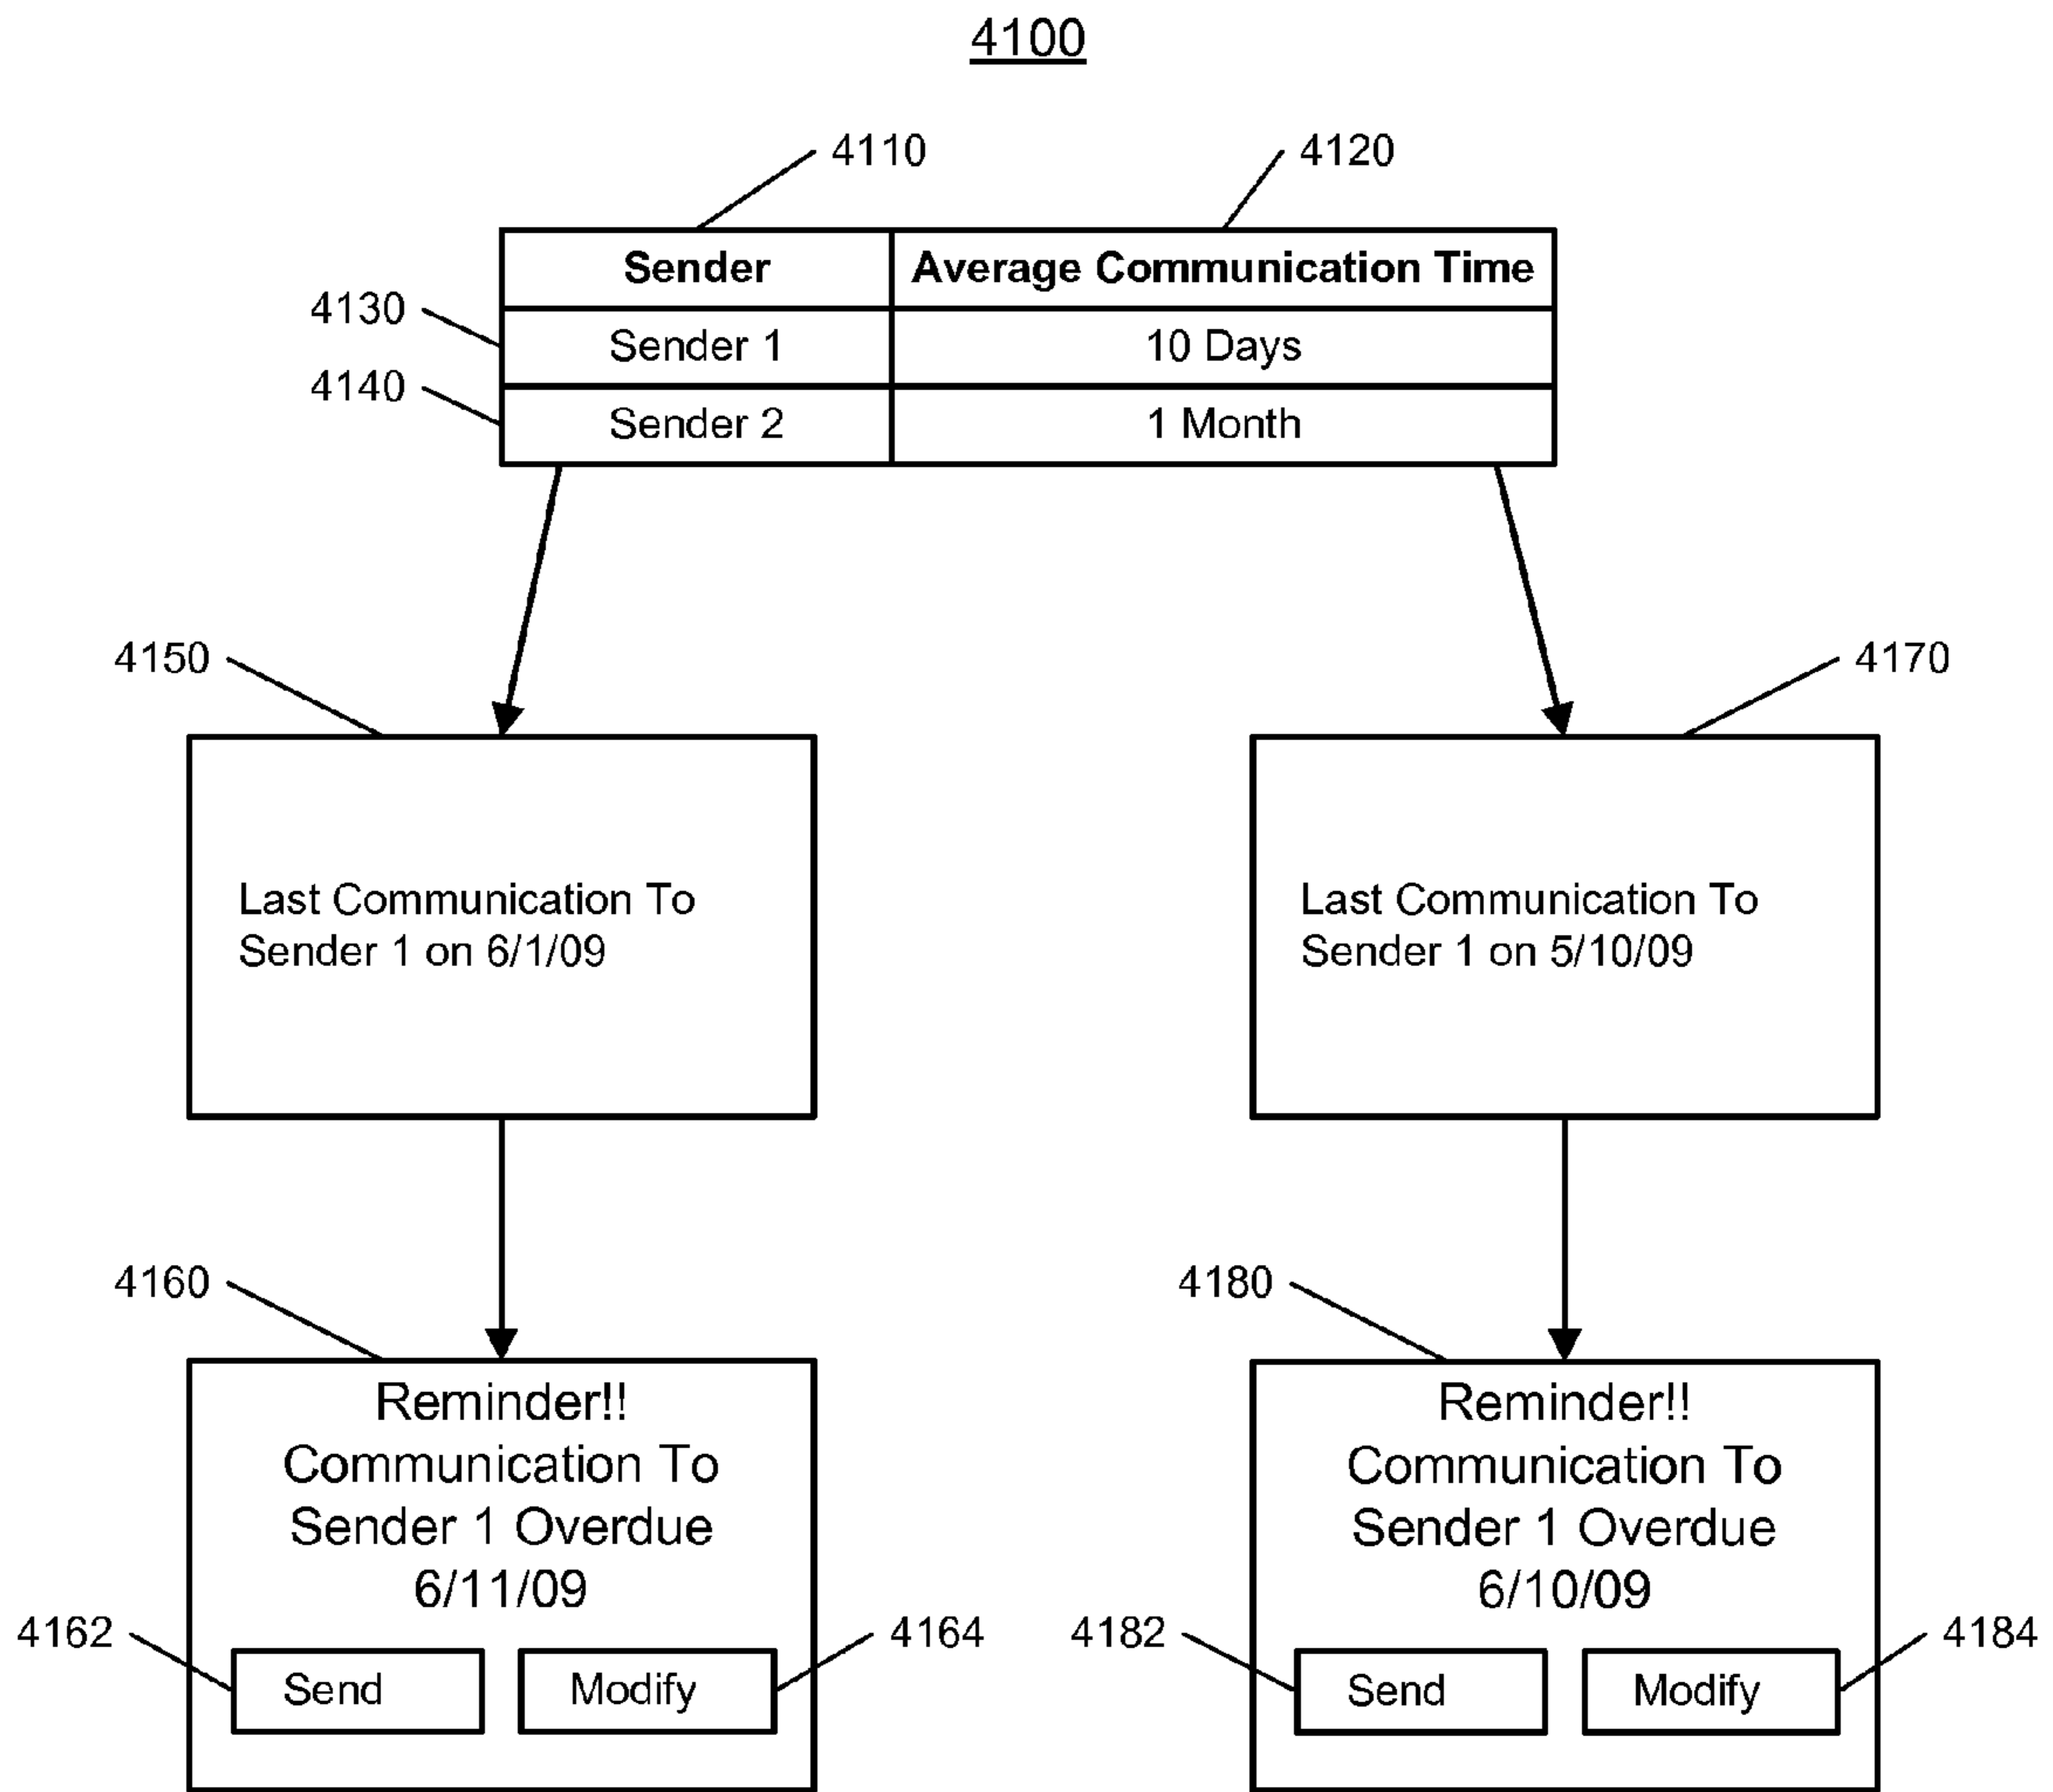 4100
4110
4120
Sender
Average Communication Time
4130
Sender 1
10 Days
4140
Sender 2
1 Month
4150
4170
Last Communication To
Sender 1 on 6/1/09
Last Communication To
Sender 1 on 5/10/09
4160
4180
Reminder!!
Communication To
Sender 1 Overdue
6/11/09
4162
Send
Modify
4164
Reminder!!
Communication To
Sender 1 Overdue
6/10/09
4182
Send
Modify
4184